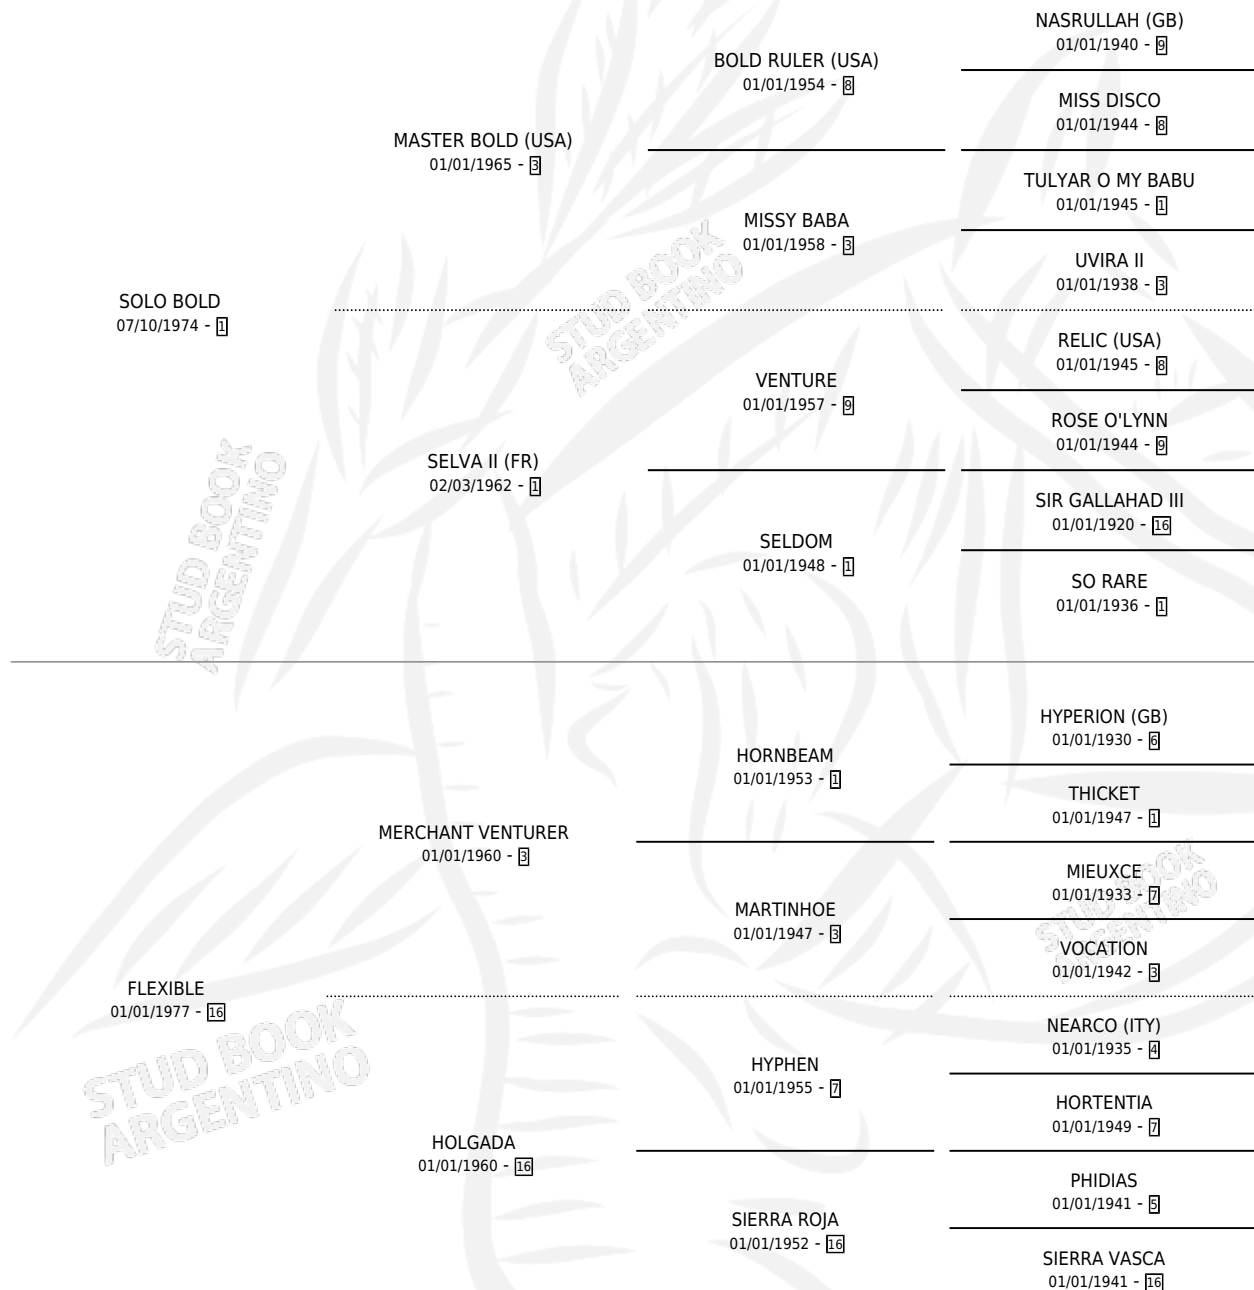 NASRULLAH (GB)
01/01/1940 - 9
BOLD RULER (USA)
01/01/1954 - 8
MISS DISCO
01/01/1944 - 8
MASTER BOLD (USA)
01/01/1965 - 3
TULYAR O MY BABU
01/01/1945 - 1
MISSY BABA
01/01/1958 - 3
UVIRA II
01/01/1938 - 3
SOLO BOLD
07/10/1974 - 1
STUD BOOK
ARGENTINO
RELIC (USA)
01/01/1945 - 8
VENTURE
01/01/1957 - 9
ROSE O'LYNN
01/01/1944 - 9
SELVA II (FR)
02/03/1962 - 1
SIR GALLAHAD III
01/01/1920 - 16
SELDOM
01/01/1948 - 1
SO RARE
01/01/1936 - 1
STUD BOOK
ARGENTINO
HYPERION (GB)
01/01/1930 - 6
HORNBEAM
01/01/1953 - 1
THICKET
01/01/1947 - 1
MERCHANT VENTURER
01/01/1960 - 3
MIEUXCE
01/01/1933 - 7
MARTINHOE
01/01/1947 - 3
VOCATION
01/01/1942 - 3
STUD BOOK
ARGENTINO
FLEXIBLE
01/01/1977 - 16
NEARCO (ITY)
01/01/1935 - 4
HYPHEN
01/01/1955 - 7
HORTENTIA
01/01/1949 - 7
STUD BOOK
ARGENTINO
HOLGADA
01/01/1960 - 16
PHIDIAS
01/01/1941 - 5
SIERRA ROJA
01/01/1952 - 16
SIERRA VASCA
01/01/1941 - 16